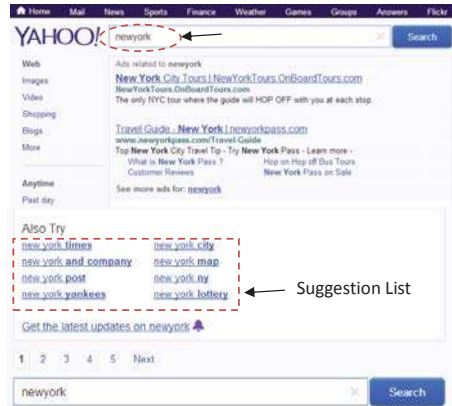 Home Mail News Sports Finance Weather Games Groups Answers Flickr
YAHOO! newyork Search
Web
Images
Video
Shopping
Blogs
More
Anytime
Past day
Ads related to newyork
New York City Tours | NewYorkTours.OnBoardTours.com
NewYorkTours.OnBoardTours.com
The only NYC tour where the guide will HOP OFF with you at each stop.
Travel Guide - New York | newyorkpass.com
www.newyorkpass.com/Travel-Guide
Top New York City Travel Tip - Try New York Pass - Learn more -
What is New York Pass ? Hop on Hop off Bus Tours
Customer Reviews New York Pass on Sale
See more ads for: newyork
Also Try
new york times new york city
new york and company new york map
new york post new york ny
new york yankees new york lottery
Suggestion List
Get the latest updates on newyork
1 2 3 4 5 Next
newyork Search